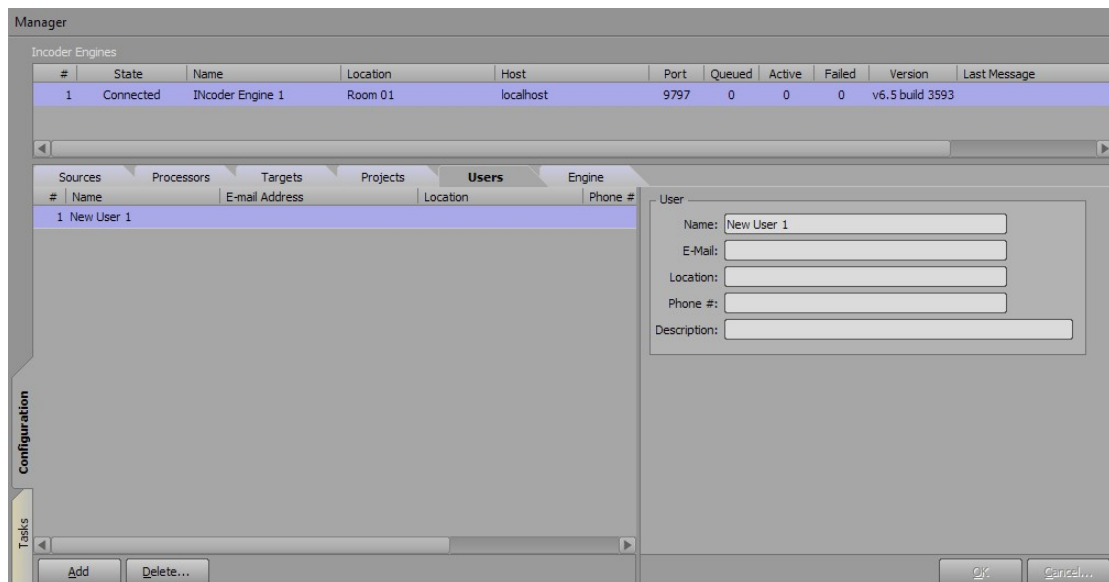 Manager
Incoder Engines
# State Name Location Host Port Queued Active Failed Version Last Message
1 Connected INcoder Engine 1 Room 01 localhost 9797 0 0 0 v6.5 build 3593
Sources Processors Targets Projects Users Engine
# Name E-mail Address Location Phone #
1 New User 1
User
Name: New User 1
E-Mail:
Location:
Phone #:
Description:
Configuration
Tasks
Add Delete... OK Cancel...